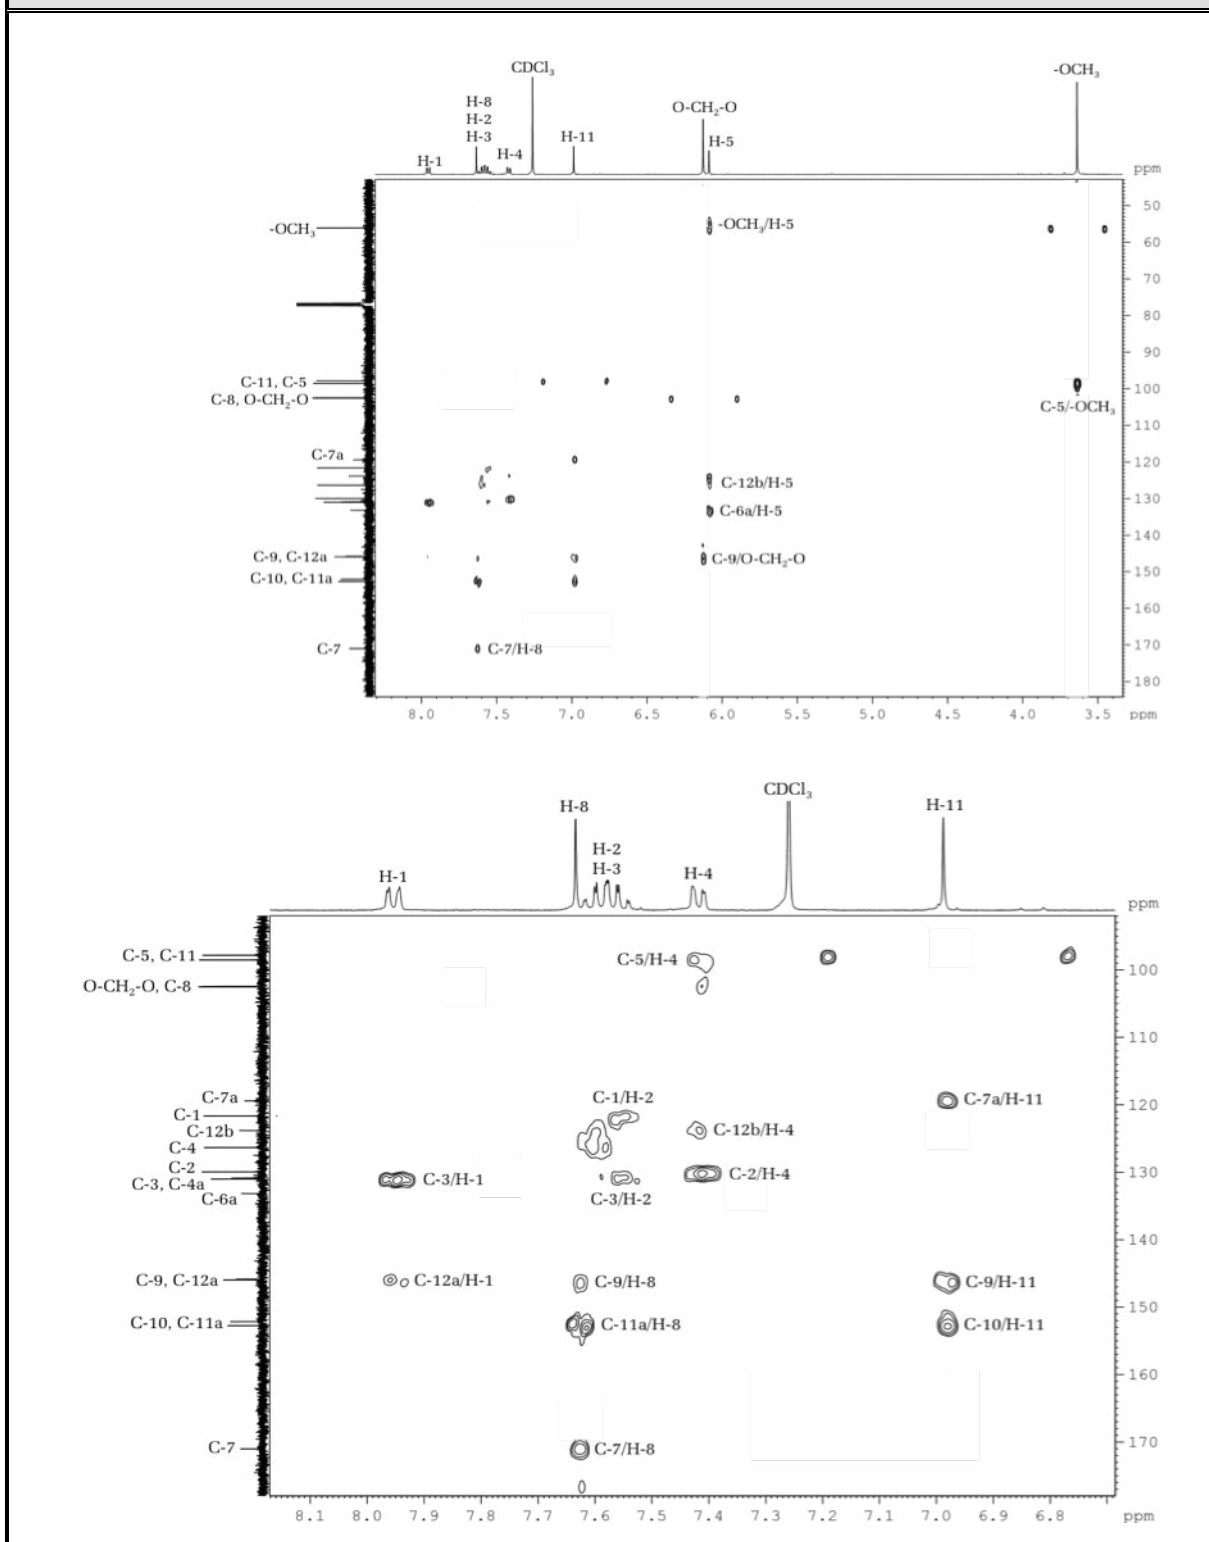 CDCl₃
-OCH₃
H-8
H-2
H-3
O-CH₂-O
H-11
H-5
H-1
H-4
ppm
-OCH₃
-OCH₃/H-5
50
60
70
80
90
C-11, C-5
100
C-8, O-CH₂-O
C-5/-OCH₃
110
C-7a
120
C-12b/H-5
130
C-6a/H-5
140
C-9, C-12a
C-9/O-CH₂-O
150
C-10, C-11a
160
C-7
C-7/H-8
170
180
8.0 7.5 7.0 6.5 6.0 5.5 5.0 4.5 4.0 3.5 ppm
CDCl₃
H-8
H-11
H-2
H-3
H-1
H-4
ppm
C-5, C-11
C-5/H-4
100
O-CH₂-O, C-8
110
C-7a
C-1/H-2
C-7a/H-11
120
C-1
C-12b
C-12b/H-4
C-4
C-2
130
C-3, C-4a
C-3/H-1
C-2/H-4
C-6a
C-3/H-2
140
C-9, C-12a
C-12a/H-1
C-9/H-8
C-9/H-11
150
C-10, C-11a
C-11a/H-8
C-10/H-11
160
C-7
C-7/H-8
170
8.1 8.0 7.9 7.8 7.7 7.6 7.5 7.4 7.3 7.2 7.1 7.0 6.9 6.8 ppm